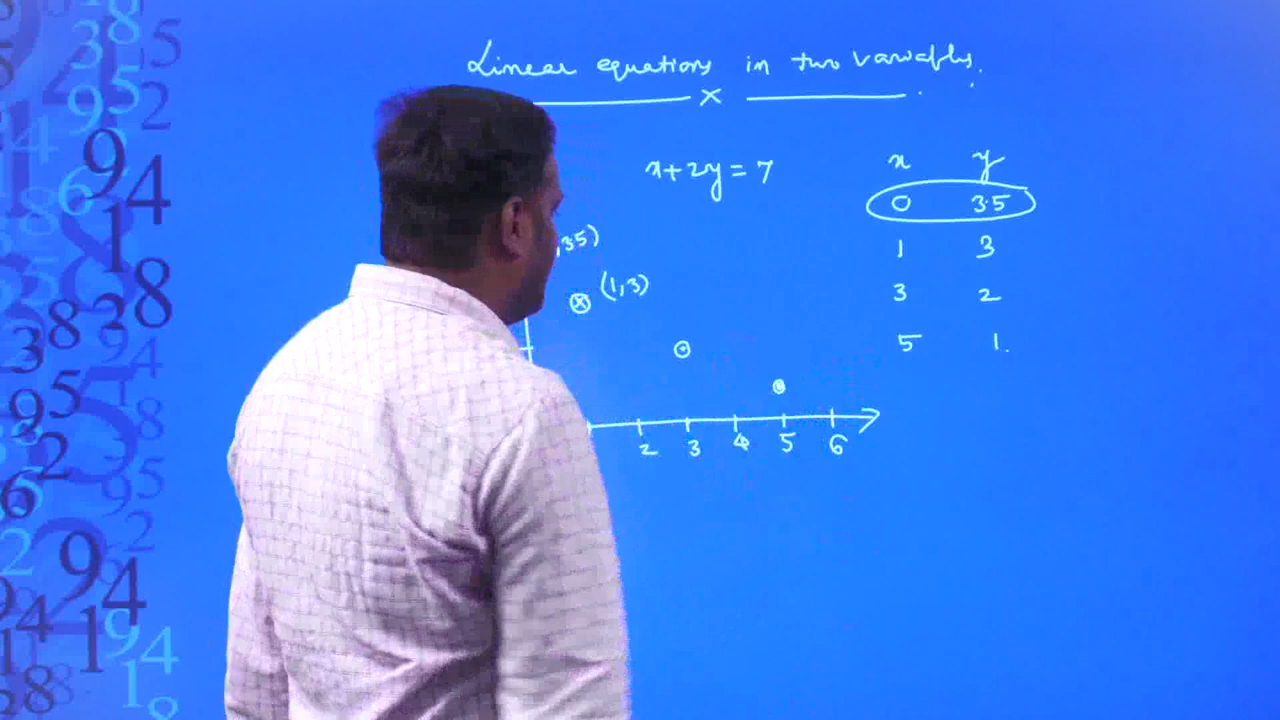 Linear equations in two variables.
x
x+2y=7
x y
0 3.5
1 3
3 2
5 1.
,35)
(1,3)
2 3 4 5 6